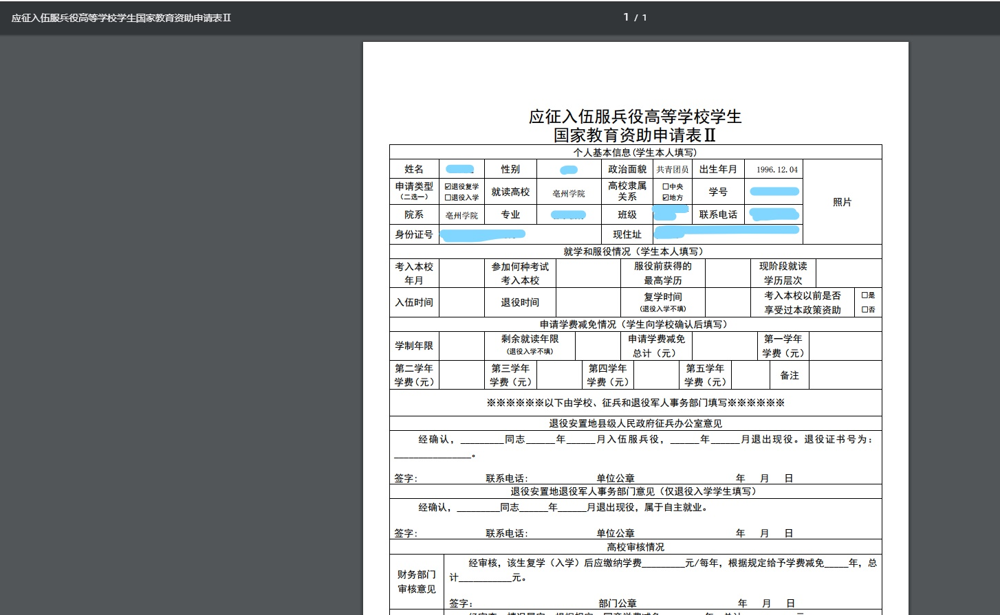 应征入伍服兵役高等学校学生国家教育资助申请表Ⅱ
1 / 1
应征入伍服兵役高等学校学生
国家教育资助申请表Ⅱ
个人基本信息(学生本人填写)
姓名 性别 政治面貌 共青团员 出生年月 1996.12.04
申请类型 (二选一) ☑退役复学 ☐退役入学 就读高校 亳州学院 高校隶属关系 ☐中央 ☑地方 学号
照片
院系 亳州学院 专业 班级 联系电话
身份证号 现住址
就学和服役情况（学生本人填写）
考入本校年月 参加何种考试考入本校 服役前获得的最高学历 现阶段就读学历层次
入伍时间 退役时间 复学时间 (退役入学不填) 考入本校以前是否享受过本政策资助 ☐是 ☐否
申请学费减免情况（学生向学校确认后填写）
学制年限 剩余就读年限 (退役入学不填) 申请学费减免总计（元） 第一学年学费（元）
第二学年学费(元) 第三学年学费（元） 第四学年学费（元） 第五学年学费（元） 备注
※※※※※※以下由学校、征兵和退役军人事务部门填写※※※※※※
退役安置地县级人民政府征兵办公室意见
经确认，_________同志______年______月入伍服兵役，______年______月退出现役。退役证书号为：
________________。
签字： 联系电话： 单位公章 年 月 日
退役安置地退役军人事务部门意见（仅退役入学学生填写）
经确认，_________同志______年______月退出现役，属于自主就业。
签字： 联系电话： 单位公章 年 月 日
高校审核情况
财务部门审核意见
经审核，该生复学（入学）后应缴纳学费_________元/每年，根据规定给予学费减免_____年，总
计___________元。
签字： 部门公章 年 月 日